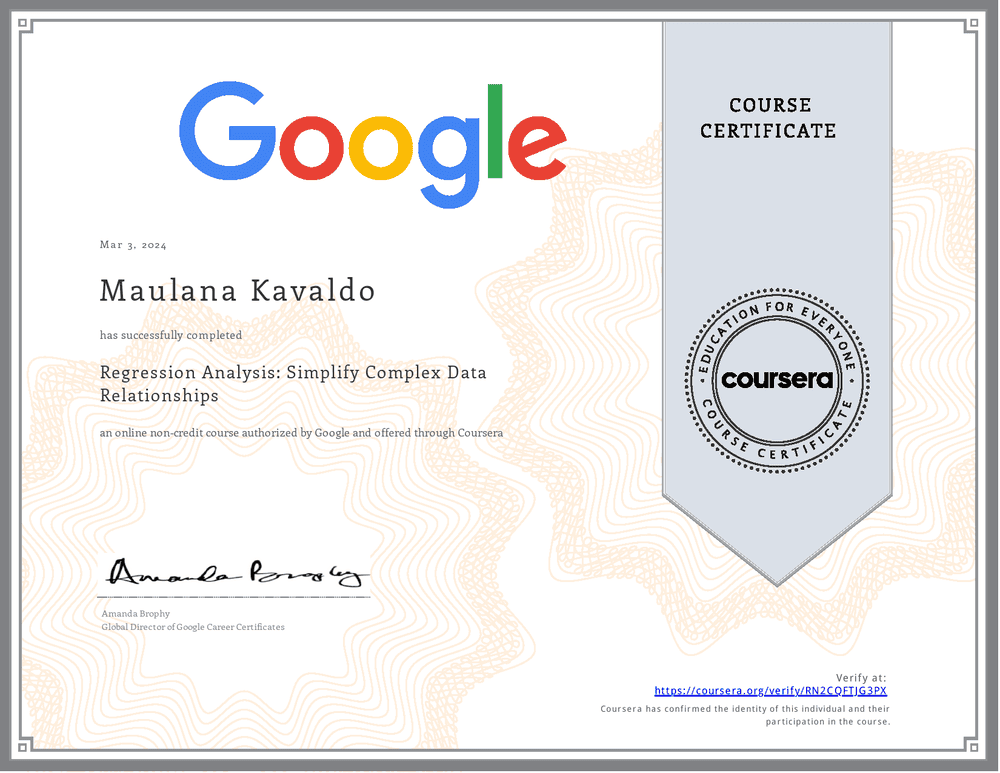 Google
COURSE
CERTIFICATE
Mar 3, 2024
Maulana Kavaldo
has successfully completed
Regression Analysis: Simplify Complex Data
Relationships
an online non-credit course authorized by Google and offered through Coursera
EDUCATION FOR EVERYONE
coursera
COURSE CERTIFICATE
Amanda Brophy
Amanda Brophy
Global Director of Google Career Certificates
Verify at:
https://coursera.org/verify/RN2CQFTJG3PX
Coursera has confirmed the identity of this individual and their
participation in the course.